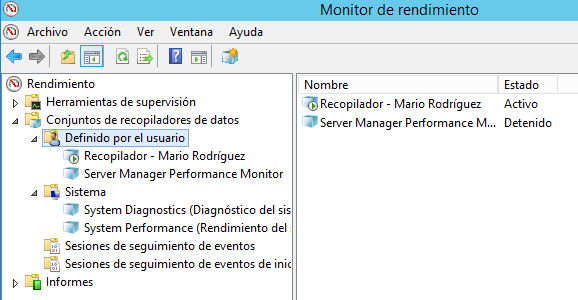 Monitor de rendimiento
Archivo Acción Ver Ventana Ayuda
Rendimiento
Herramientas de supervisión
Conjuntos de recopiladores de datos
Definido por el usuario
Recopilador - Mario Rodríguez
Server Manager Performance Monitor
Sistema
System Diagnostics (Diagnóstico del sis
System Performance (Rendimiento del
Sesiones de seguimiento de eventos
Sesiones de seguimiento de eventos de inic
Informes
Nombre Estado
Recopilador - Mario Rodríguez Activo
Server Manager Performance M... Detenido